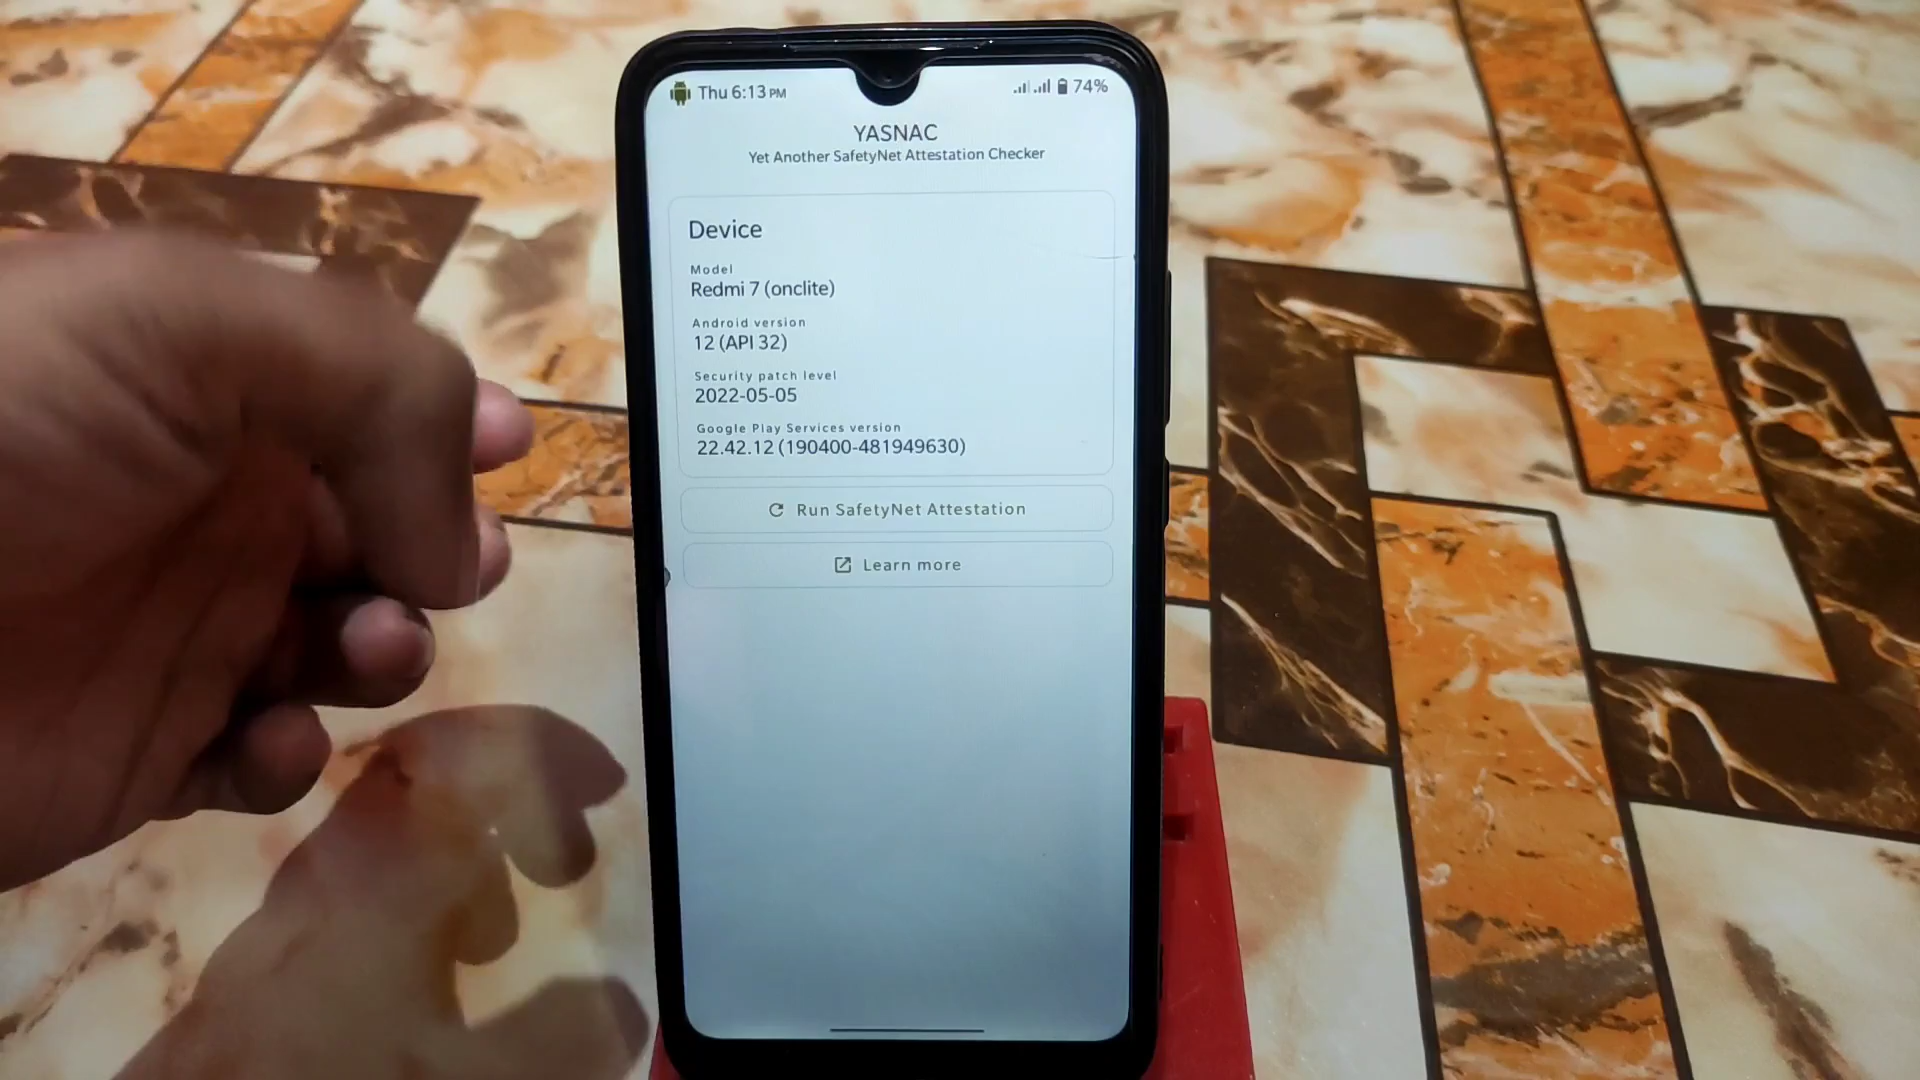 Thu 6:13 PM
74%
YASNAC
Yet Another SafetyNet Attestation Checker
Device
Model
Redmi 7 (onclite)
Android version
12 (API 32)
Security patch level
2022-05-05
Google Play Services version
22.42.12 (190400-481949630)
Run SafetyNet Attestation
Learn more